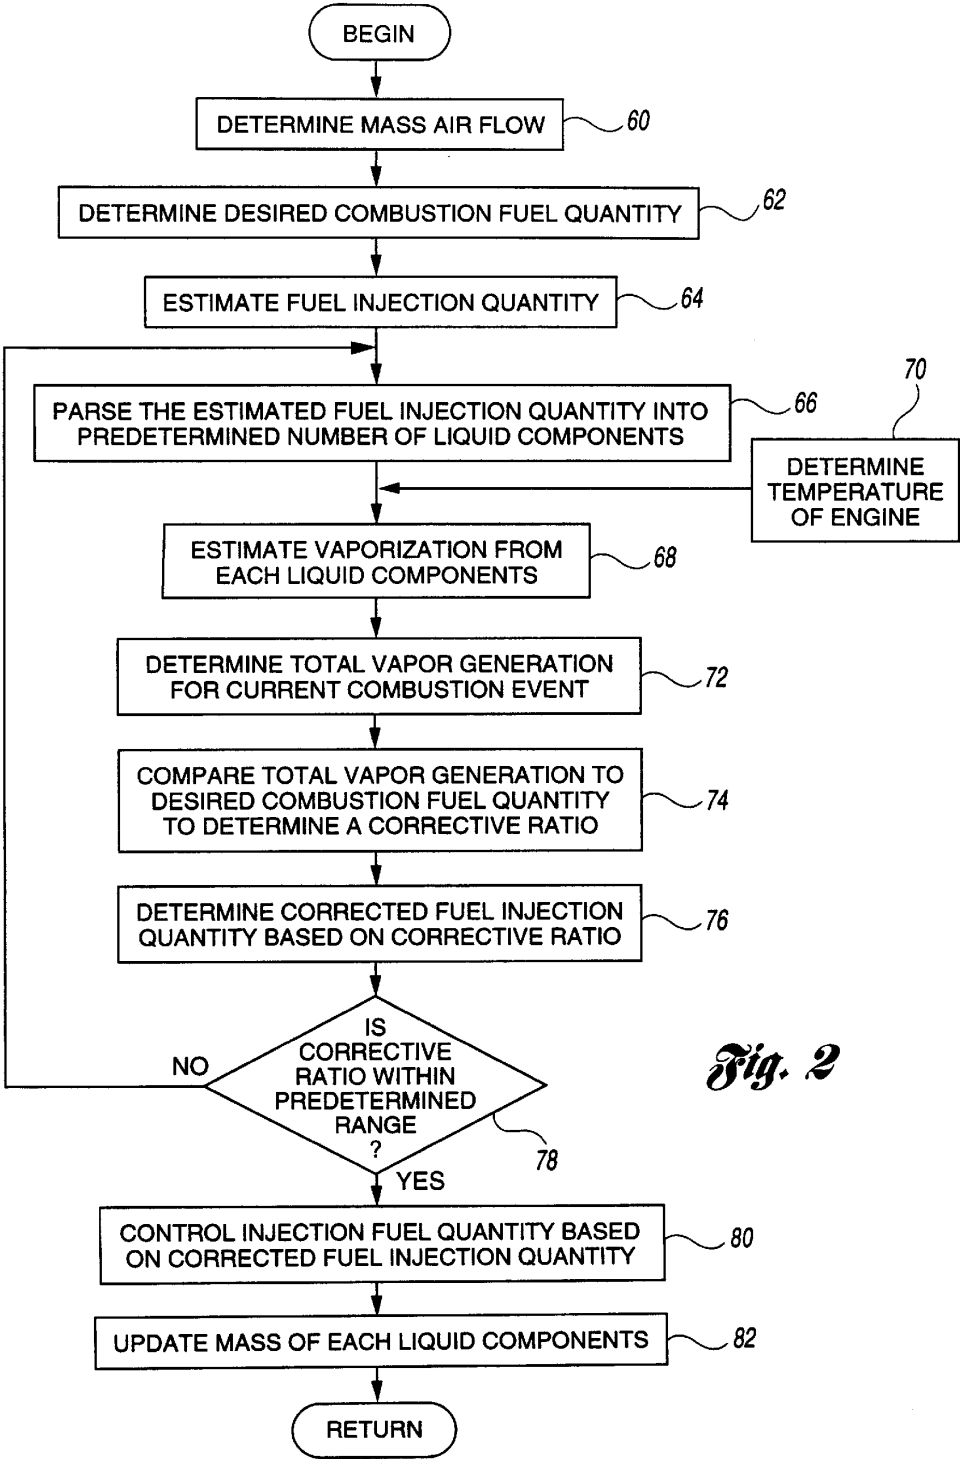 BEGIN
DETERMINE MASS AIR FLOW
60
DETERMINE DESIRED COMBUSTION FUEL QUANTITY
62
ESTIMATE FUEL INJECTION QUANTITY
64
PARSE THE ESTIMATED FUEL INJECTION QUANTITY INTO
PREDETERMINED NUMBER OF LIQUID COMPONENTS
66
70
DETERMINE
TEMPERATURE
OF ENGINE
ESTIMATE VAPORIZATION FROM
EACH LIQUID COMPONENTS
68
DETERMINE TOTAL VAPOR GENERATION
FOR CURRENT COMBUSTION EVENT
72
COMPARE TOTAL VAPOR GENERATION TO
DESIRED COMBUSTION FUEL QUANTITY
TO DETERMINE A CORRECTIVE RATIO
74
DETERMINE CORRECTED FUEL INJECTION
QUANTITY BASED ON CORRECTIVE RATIO
76
IS
CORRECTIVE
RATIO WITHIN
PREDETERMINED
RANGE
?
78
NO
YES
Fig. 2
CONTROL INJECTION FUEL QUANTITY BASED
ON CORRECTED FUEL INJECTION QUANTITY
80
UPDATE MASS OF EACH LIQUID COMPONENTS
82
RETURN